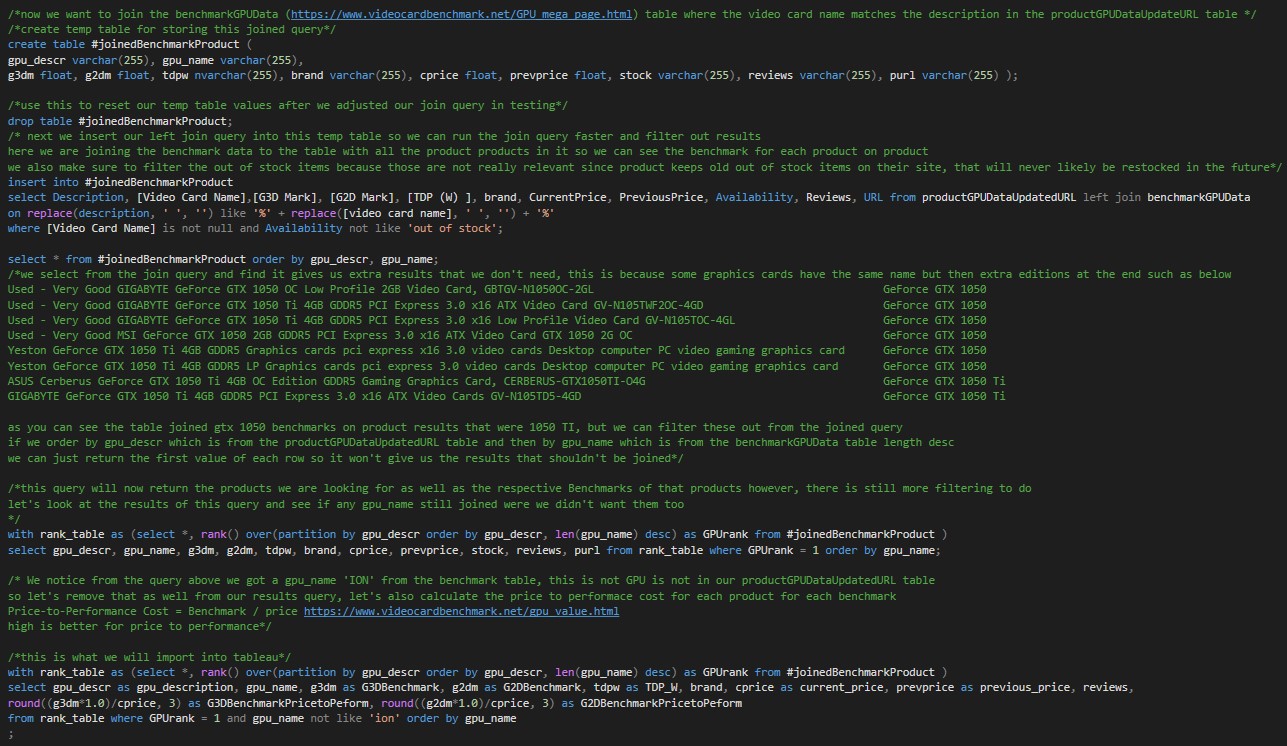 /*now we want to join the benchmarkGPUData (https://www.videocardbenchmark.net/GPU_mega_page.html) table where the video card name matches the description in the productGPUDataUpdateURL table */
/*create temp table for storing this joined query*/
create table #joinedBenchmarkProduct (
gpu_descr varchar(255), gpu_name varchar(255),
g3dm float, g2dm float, tdpw nvarchar(255), brand varchar(255), cprice float, prevprice float, stock varchar(255), reviews varchar(255), purl varchar(255) );
/*use this to reset our temp table values after we adjusted our join query in testing*/
drop table #joinedBenchmarkProduct;
/* next we insert our left join query into this temp table so we can run the join query faster and filter out results
here we are joining the benchmark data to the table with all the product products in it so we can see the benchmark for each product on product
we also make sure to filter the out of stock items because those are not really relevant since product keeps old out of stock items on their site, that will never likely be restocked in the future*/
insert into #joinedBenchmarkProduct
select Description, [Video Card Name],[G3D Mark], [G2D Mark], [TDP (W) ], brand, CurrentPrice, PreviousPrice, Availability, Reviews, URL from productGPUDataUpdatedURL left join benchmarkGPUData
on replace(description, ' ', '') like '%' + replace([video card name], ' ', '') + '%'
where [Video Card Name] is not null and Availability not like 'out of stock';
select * from #joinedBenchmarkProduct order by gpu_descr, gpu_name;
/*we select from the join query and find it gives us extra results that we don't need, this is because some graphics cards have the same name but then extra editions at the end such as below
Used - Very Good GIGABYTE GeForce GTX 1050 OC Low Profile 2GB Video Card, GBTGV-N1050OC-2GL GeForce GTX 1050
Used - Very Good GIGABYTE GeForce GTX 1050 Ti 4GB GDDR5 PCI Express 3.0 x16 ATX Video Card GV-N105TWF2OC-4GD GeForce GTX 1050
Used - Very Good GIGABYTE GeForce GTX 1050 Ti 4GB GDDR5 PCI Express 3.0 x16 Low Profile Video Card GV-N105TOC-4GL GeForce GTX 1050
Used - Very Good MSI GeForce GTX 1050 2GB GDDR5 PCI Express 3.0 x16 ATX Video Card GTX 1050 2G OC GeForce GTX 1050
Yeston GeForce GTX 1050 Ti 4GB GDDR5 Graphics cards pci express x16 3.0 video cards Desktop computer PC video gaming graphics card GeForce GTX 1050
Yeston GeForce GTX 1050 Ti 4GB GDDR5 LP Graphics cards pci express 3.0 video cards Desktop computer PC video gaming graphics card GeForce GTX 1050
ASUS Cerberus GeForce GTX 1050 Ti 4GB OC Edition GDDR5 Gaming Graphics Card, CERBERUS-GTX1050TI-O4G GeForce GTX 1050 Ti
GIGABYTE GeForce GTX 1050 Ti 4GB GDDR5 PCI Express 3.0 x16 ATX Video Cards GV-N105TD5-4GD GeForce GTX 1050 Ti
as you can see the table joined gtx 1050 benchmarks on product results that were 1050 TI, but we can filter these out from the joined query
if we order by gpu_descr which is from the productGPUDataUpdatedURL table and then by gpu_name which is from the benchmarkGPUData table length desc
we can just return the first value of each row so it won't give us the results that shouldn't be joined*/
/*this query will now return the products we are looking for as well as the respective Benchmarks of that products however, there is still more filtering to do
let's look at the results of this query and see if any gpu_name still joined were we didn't want them too
*/
with rank_table as (select *, rank() over(partition by gpu_descr order by gpu_descr, len(gpu_name) desc) as GPUrank from #joinedBenchmarkProduct )
select gpu_descr, gpu_name, g3dm, g2dm, tdpw, brand, cprice, prevprice, stock, reviews, purl from rank_table where GPUrank = 1 order by gpu_name;
/* We notice from the query above we got a gpu_name 'ION' from the benchmark table, this is not GPU is not in our productGPUDataUpdatedURL table
so let's remove that as well from our results query, let's also calculate the price to performace cost for each product for each benchmark
Price-to-Performance Cost = Benchmark / price https://www.videocardbenchmark.net/gpu_value.html
high is better for price to performance*/
/*this is what we will import into tableau*/
with rank_table as (select *, rank() over(partition by gpu_descr order by gpu_descr, len(gpu_name) desc) as GPUrank from #joinedBenchmarkProduct )
select gpu_descr as gpu_description, gpu_name, g3dm as G3DBenchmark, g2dm as G2DBenchmark, tdpw as TDP_W, brand, cprice as current_price, prevprice as previous_price, reviews,
round((g3dm*1.0)/cprice, 3) as G3DBenchmarkPricetoPeform, round((g2dm*1.0)/cprice, 3) as G2DBenchmarkPricetoPeform
from rank_table where GPUrank = 1 and gpu_name not like 'ion' order by gpu_name
;